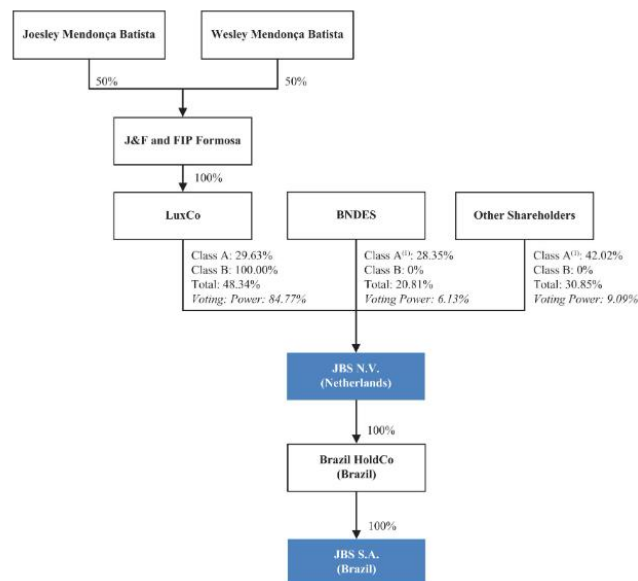 Joesley Mendonça Batista
Wesley Mendonça Batista
50%
50%
J&F and FIP Formosa
100%
LuxCo
BNDES
Other Shareholders
Class A: 29.63%
Class B: 100.00%
Total: 48.34%
Voting: Power: 84.77%
Class A(1): 28.35%
Class B: 0%
Total: 20.81%
Voting Power: 6.13%
Class A(1): 42.02%
Class B: 0%
Total: 30.85%
Voting Power: 9.09%
JBS N.V.
(Netherlands)
100%
Brazil HoldCo
(Brazil)
100%
JBS S.A.
(Brazil)